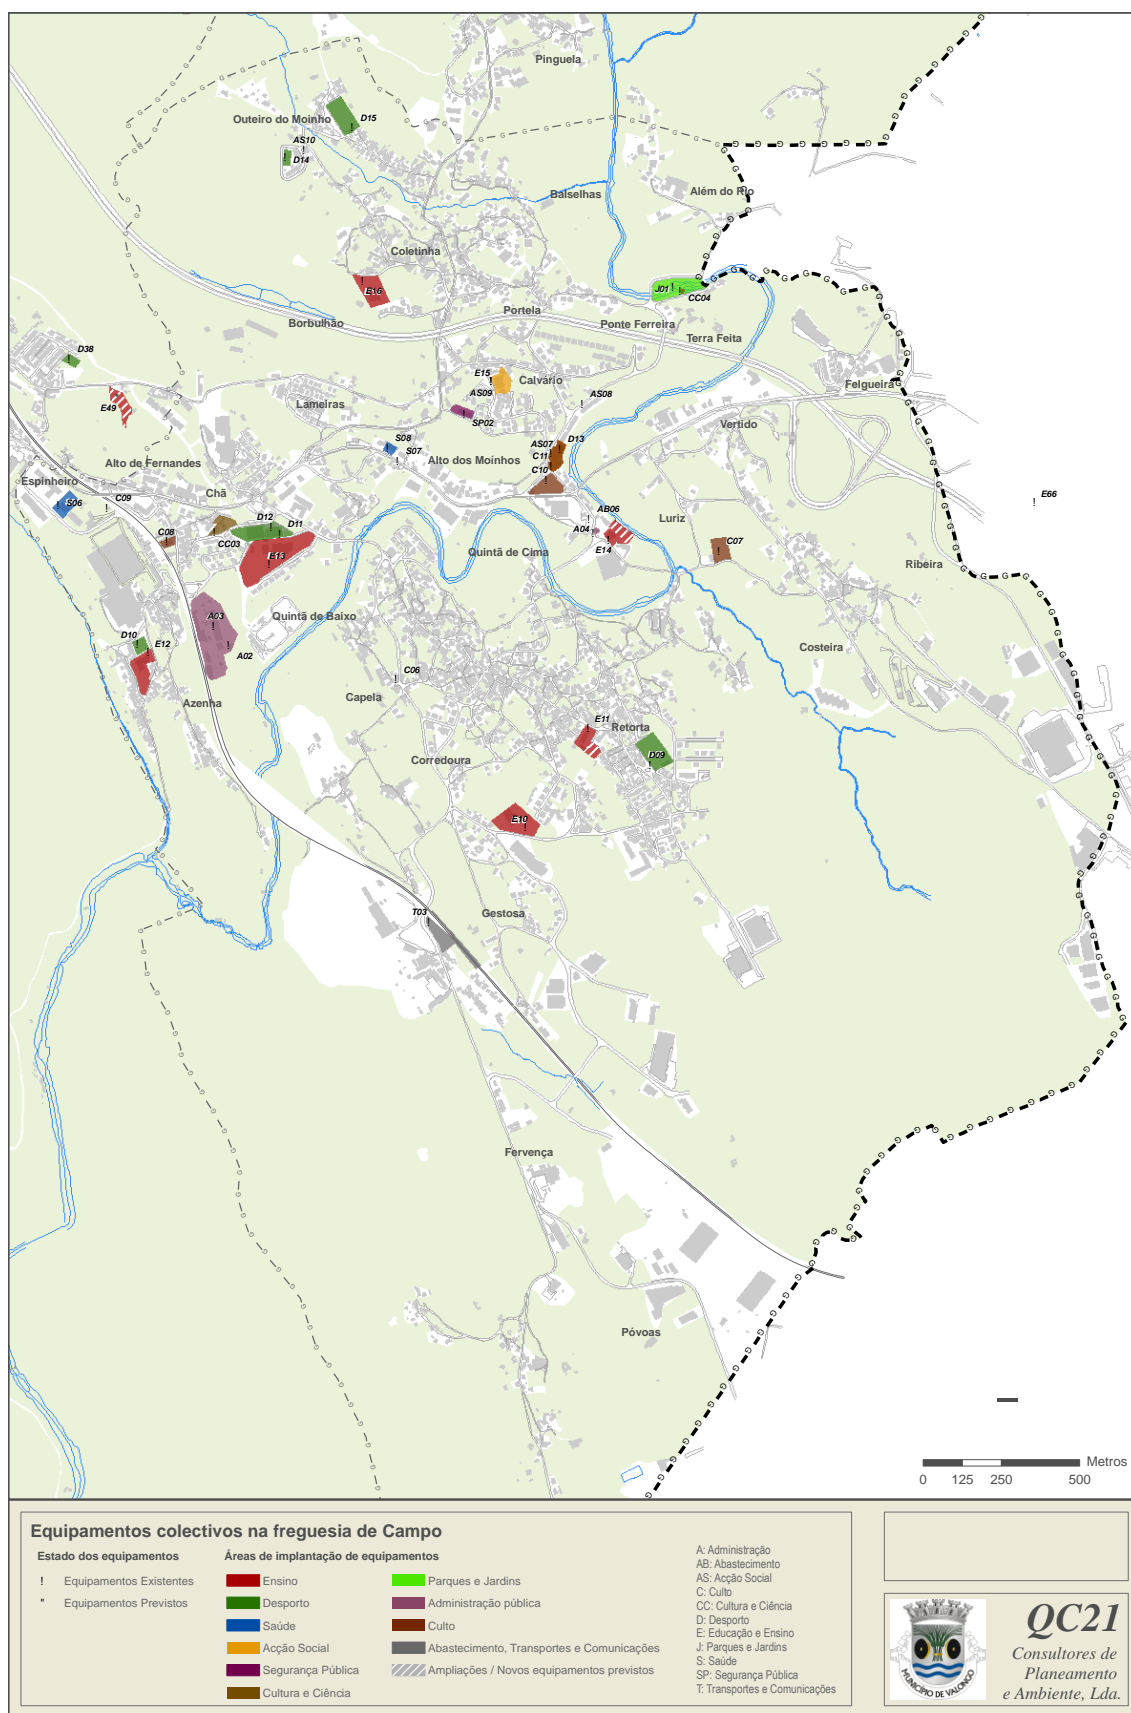 Pinguela
Outeiro do Moinho
D15
AS10
D14
Balselhas
Além do Rio
Coletinha
E16
J01
CC04
Borbulhão
Portela
Ponte Ferreira
Terra Feita
D38
E15
Calvário
Felgueira
AS09
AS08
E49
Lameiras
SP02
Vertido
S08
S07
AS07
D13
C11
Alto dos Moínhos
C10
Alto de Fernandes
Espinheiro
S06
C09
Chã
E66
D12
D11
AB06
Luriz
C08
CC03
A04
C07
E13
Quintã de Cima
E14
Ribeira
A03
Quintã de Baixo
D10
E12
A02
Costeira
C06
Capela
Azenha
E11
Retorta
D09
Corredoura
E10
T03
Gestosa
Fervença
Póvoas
Metros
0 125 250 500
Equipamentos colectivos na freguesia de Campo
Estado dos equipamentos
! Equipamentos Existentes
" Equipamentos Previstos
Áreas de implantação de equipamentos
Ensino
Desporto
Saúde
Acção Social
Segurança Pública
Cultura e Ciência
Parques e Jardins
Administração pública
Culto
Abastecimento, Transportes e Comunicações
Ampliações / Novos equipamentos previstos
A: Administração
AB: Abastecimento
AS: Acção Social
C: Culto
CC: Cultura e Ciência
D: Desporto
E: Educação e Ensino
J: Parques e Jardins
S: Saúde
SP: Segurança Pública
T: Transportes e Comunicações
MUNICÍPIO DE VALONGO
QC21
Consultores de
Planeamento
e Ambiente, Lda.